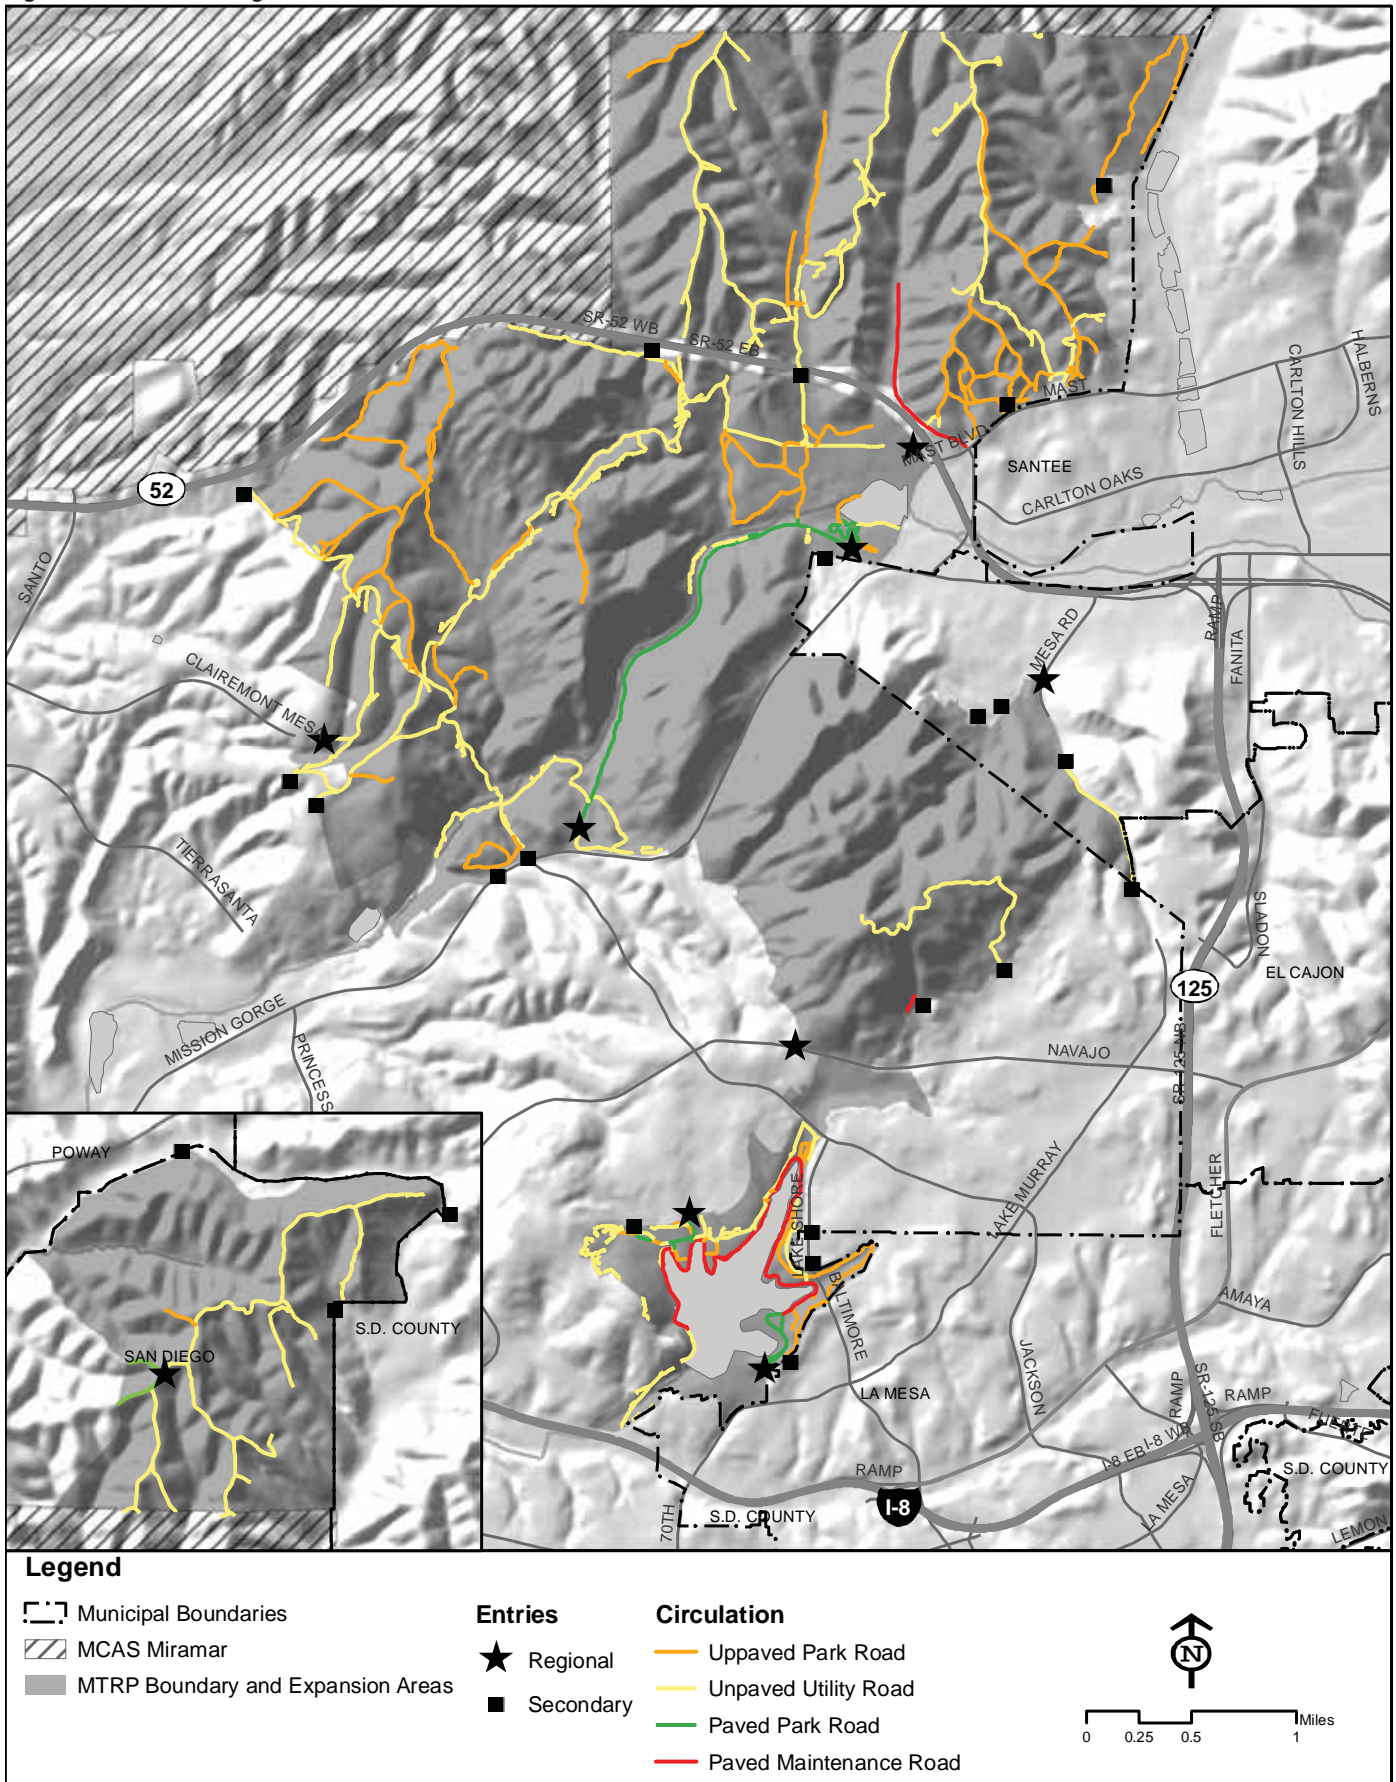 SR-52 WB
SR-52 EB
HALBERNS
CARLTON HILLS
MAST
MAST BLVD
SANTEE
CARLTON OAKS
52
SANTO
RAMP
FANITA
MESA RD
CLAIREMONT MESA
TIERRASANTA
SLADON
EL CAJON
125
MISSION GORGE
PRINCESS
NAVAJO
SR-125 NB
POWAY
LAKE MURRAY
FLETCHER
LAKE SHORE
BALTIMORE
S.D. COUNTY
SAN DIEGO
AMAYA
JACKSON
LA MESA
RAMP
SR-125 SB
RAMP
FUERTE
I-8 EB
I-8 WB
RAMP
S.D. COUNTY
I-8
LA MESA
70TH
S.D. COUNTY
LEMON
Legend
Municipal Boundaries
MCAS Miramar
MTRP Boundary and Expansion Areas
Entries
Regional
Secondary
Circulation
Uppaved Park Road
Unpaved Utility Road
Paved Park Road
Paved Maintenance Road
N
Miles
0 0.25 0.5 1